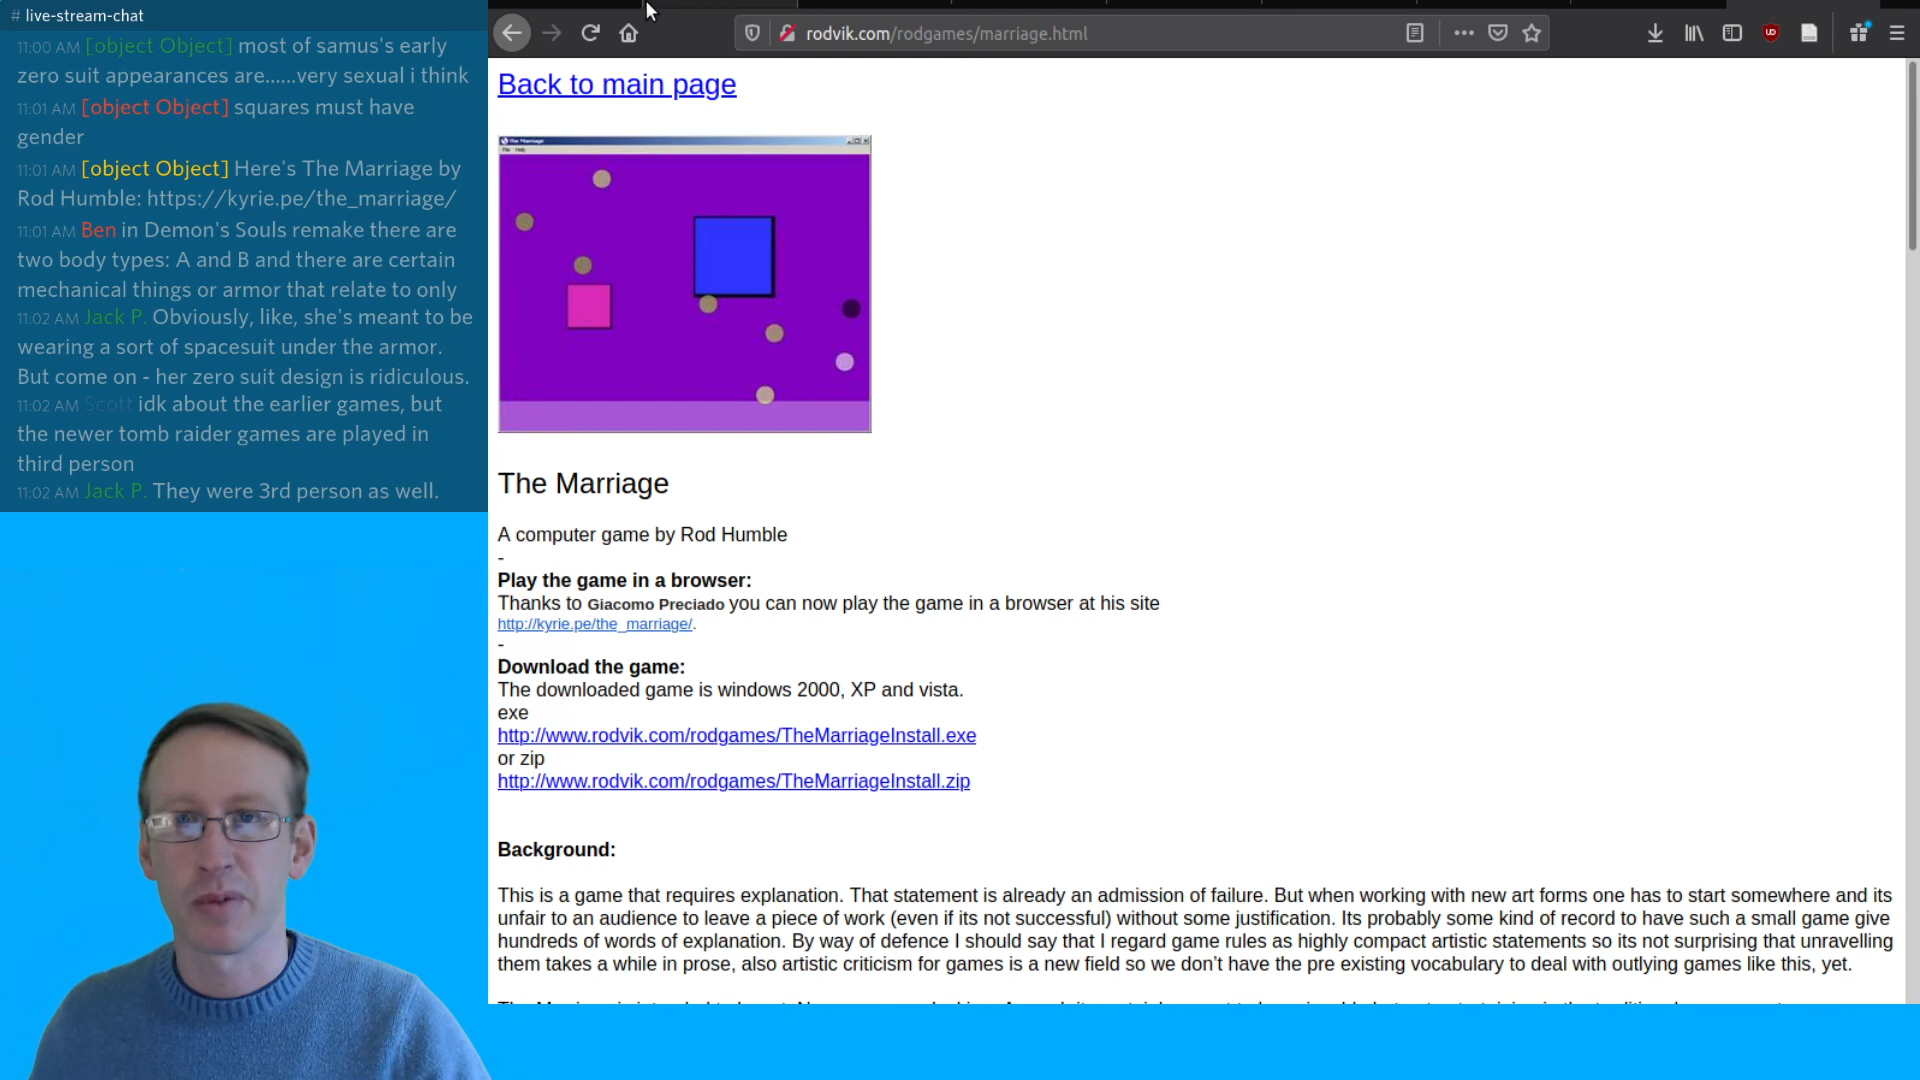 # live-stream-chat
11:00 AM [object Object] most of samus's early
zero suit appearances are......very sexual i think
11:01 AM [object Object] squares must have
gender
11:01 AM [object Object] Here's The Marriage by
Rod Humble: https://kyrie.pe/the_marriage/
11:01 AM Ben in Demon's Souls remake there are
two body types: A and B and there are certain
mechanical things or armor that relate to only
11:02 AM Jack P. Obviously, like, she's meant to be
wearing a sort of spacesuit under the armor.
But come on - her zero suit design is ridiculous.
11:02 AM Scott idk about the earlier games, but
the newer tomb raider games are played in
third person
11:02 AM Jack P. They were 3rd person as well.
rodvik.com/rodgames/marriage.html
Back to main page
The Marriage
File Help
The Marriage
A computer game by Rod Humble
-
Play the game in a browser:
Thanks to Giacomo Preciado you can now play the game in a browser at his site
http://kyrie.pe/the_marriage/.
-
Download the game:
The downloaded game is windows 2000, XP and vista.
exe
http://www.rodvik.com/rodgames/TheMarriageInstall.exe
or zip
http://www.rodvik.com/rodgames/TheMarriageInstall.zip
Background:
This is a game that requires explanation. That statement is already an admission of failure. But when working with new art forms one has to start somewhere and its
unfair to an audience to leave a piece of work (even if its not successful) without some justification. Its probably some kind of record to have such a small game give
hundreds of words of explanation. By way of defence I should say that I regard game rules as highly compact artistic statements so its not surprising that unravelling
them takes a while in prose, also artistic criticism for games is a new field so we don't have the pre existing vocabulary to deal with outlying games like this, yet.